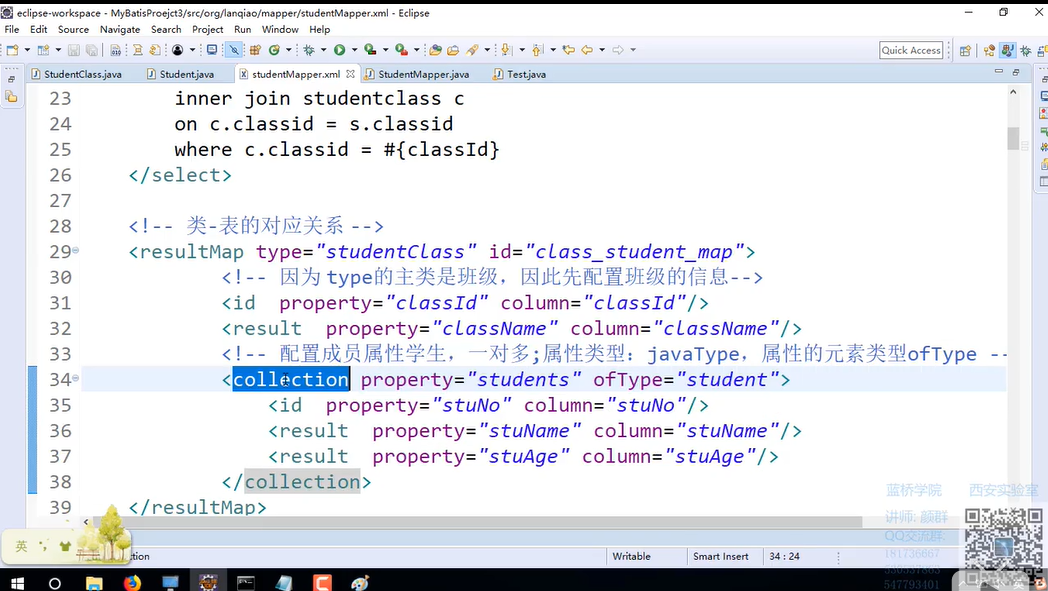 eclipse-workspace - MyBatisProejct3/src/org/lanqiao/mapper/studentMapper.xml - Eclipse
File Edit Source Navigate Search Project Run Window Help
Quick Access
StudentClass.java Student.java studentMapper.xml StudentMapper.java Test.java
23 inner join studentclass c
24 on c.classid = s.classid
25 where c.classid = #{classId}
26 </select>
27
28 <!-- 类-表的对应关系 -->
29 <resultMap type="studentClass" id="class_student_map">
30 <!-- 因为 type的主类是班级，因此先配置班级的信息-->
31 <id property="classId" column="classId"/>
32 <result property="className" column="className"/>
33 <!-- 配置成员属性学生，一对多;属性类型：javaType，属性的元素类型ofType --
34 <collection property="students" ofType="student">
35 <id property="stuNo" column="stuNo"/>
36 <result property="stuName" column="stuName"/>
37 <result property="stuAge" column="stuAge"/>
38 </collection>
39 </resultMap>
蓝桥学院 西安实验室
讲师: 颜群
QQ交流群:
181736667
530537863
547793401
英
Writable Smart Insert 34 : 24